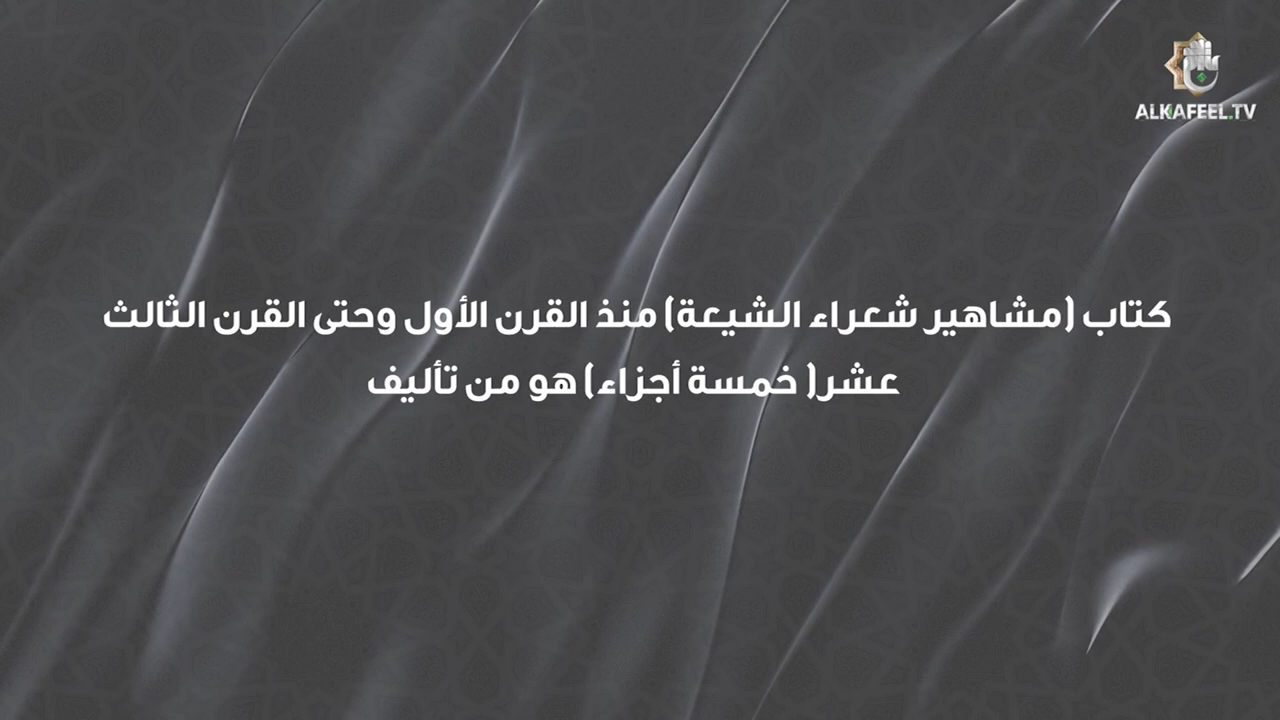 ALKAFEEL.TV
كتاب (مشاهير شعراء الشيعة) منذ القرن الأول وحتى القرن الثالث
عشر( خمسة أجزاء) هو من تأليف